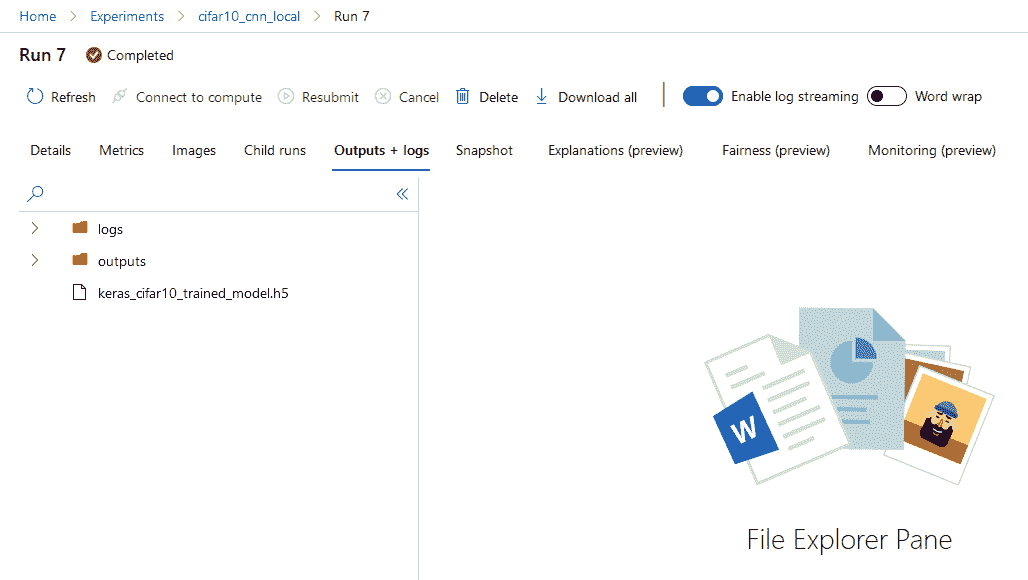 Home > Experiments > cifar10_cnn_local > Run 7
Run 7 Completed
Refresh Connect to compute Resubmit Cancel Delete Download all Enable log streaming Word wrap
Details Metrics Images Child runs Outputs + logs Snapshot Explanations (preview) Fairness (preview) Monitoring (preview)
logs
outputs
keras_cifar10_trained_model.h5
W
File Explorer Pane